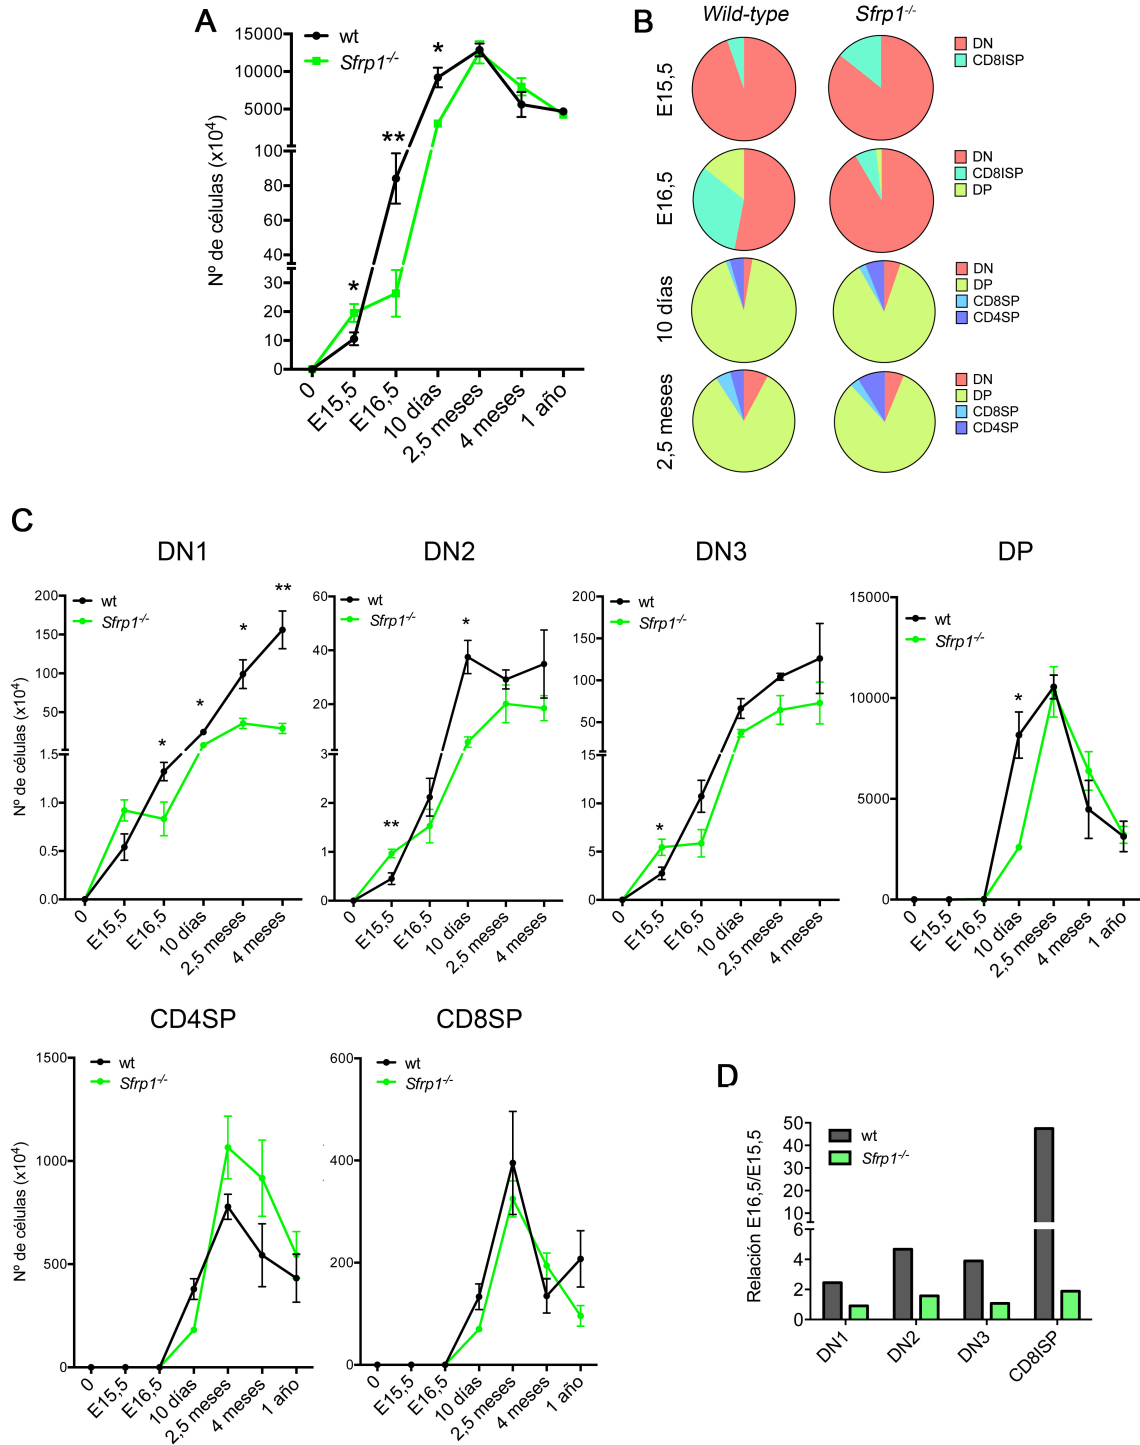 A
wt
Sfrp1-/-
Nº de células (x10⁴)
15000
10000
5000
100
80
60
40
30
20
10
0
*
**
*
0
E15,5
E16,5
10 días
2,5 meses
4 meses
1 año
B
Wild-type
Sfrp1-/-
E15,5
DN
CD8ISP
E16,5
DN
CD8ISP
DP
10 días
DN
DP
CD8SP
CD4SP
2,5 meses
DN
DP
CD8SP
CD4SP
C
DN1
wt
Sfrp1-/-
Nº de células (x10⁴)
200
150
100
50
1.5
1.0
0.5
0.0
*
*
*
**
0
E15,5
E16,5
10 días
2,5 meses
4 meses
DN2
wt
Sfrp1-/-
60
40
20
3
2
1
0
**
*
0
E15,5
E16,5
10 días
2,5 meses
4 meses
DN3
wt
Sfrp1-/-
200
150
100
50
15
10
5
0
*
0
E15,5
E16,5
10 días
2,5 meses
4 meses
DP
wt
Sfrp1-/-
15000
10000
5000
0
*
0
E15,5
E16,5
10 días
2,5 meses
4 meses
1 año
CD4SP
wt
Sfrp1-/-
Nº de células (x10⁴)
1500
1000
500
0
0
E15,5
E16,5
10 días
2,5 meses
4 meses
1 año
CD8SP
wt
Sfrp1-/-
600
400
200
0
0
E15,5
E16,5
10 días
2,5 meses
4 meses
1 año
D
wt
Sfrp1-/-
Relación E16,5/E15,5
50
40
30
20
10
6
4
2
0
DN1
DN2
DN3
CD8ISP